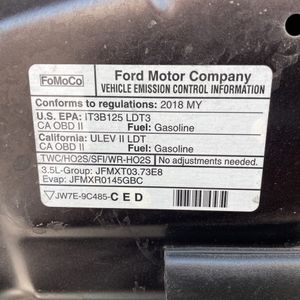 FoMoCo
Ford Motor Company
VEHICLE EMISSION CONTROL INFORMATION
Conforms to regulations: 2018 MY
U.S. EPA: IT3B125 LDT3
CA OBD II Fuel: Gasoline
California: ULEV II LDT
CA OBD II Fuel: Gasoline
TWC/HO2S/SFI/WR-HO2S No adjustments needed.
3.5L-Group: JFMXT03.73E8
Evap: JFMXR0145GBC
JW7E-9C485-C E D